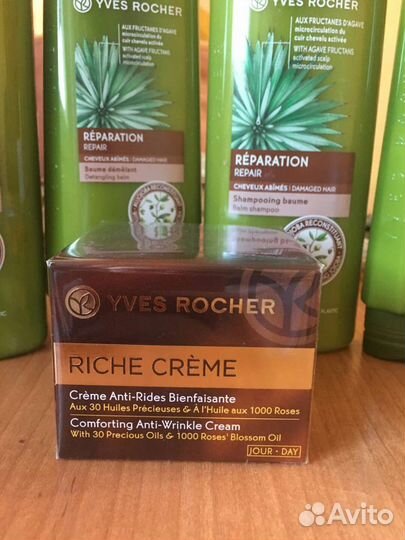 YVES ROCHER
AUX FRUCTANES D'AGAVE
microcirculation du
cuir chevelu activée
WITH AGAVE FRUCTANS
activated scalp
microcirculation
RÉPARATION
REPAIR
CHEVEUX ABÎMÉS | DAMAGED HAIR
Baume démêlant
Detangling balm
YVES ROCHER
AUX FRUCTANES D'AGAVE
microcirculation du
cuir chevelu activée
WITH AGAVE FRUCTANS
activated scalp
microcirculation
RÉPARATION
REPAIR
CHEVEUX ABÎMÉS | DAMAGED HAIR
Shampooing baume
Balm shampoo
YVES ROCHER
RICHE CRÈME
Crème Anti-Rides Bienfaisante
Aux 30 Huiles Précieuses & À l'Huile aux 1000 Roses
Comforting Anti-Wrinkle Cream
With 30 Precious Oils & 1000 Roses' Blossom Oil
JOUR • DAY
Avito